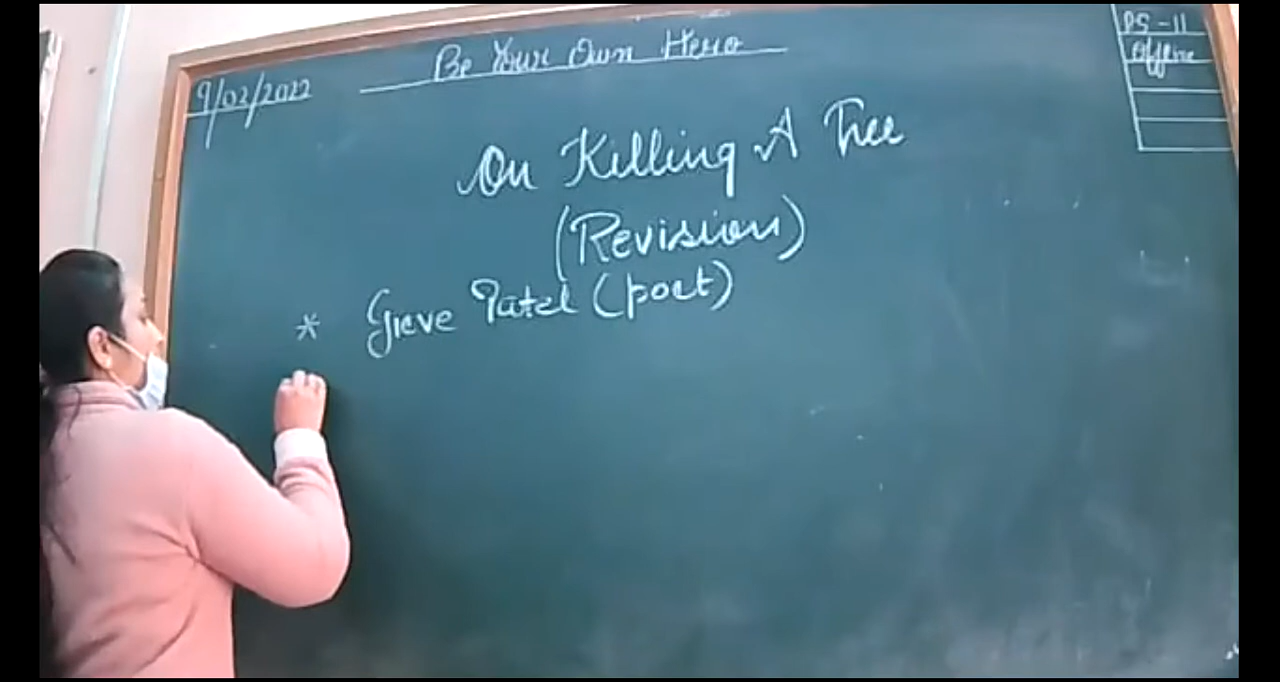 Be Your Own Hero
PS-11
Offline
9/02/2022
On Killing A Tree
(Revision)
* Gieve Patel (poet)